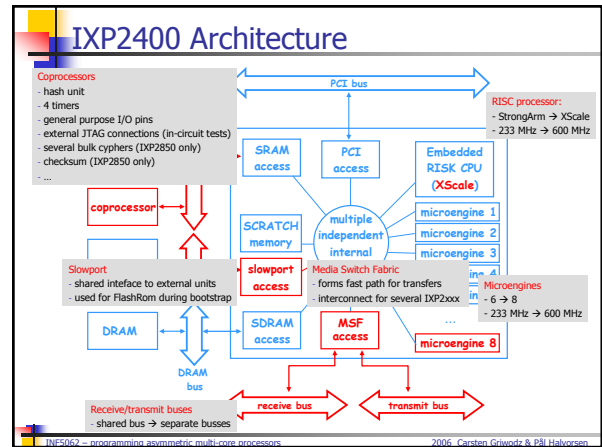 IXP2400 Architecture
Coprocessors
- hash unit
- 4 timers
- general purpose I/O pins
- external JTAG connections (in-circuit tests)
- several bulk cyphers (IXP2850 only)
- checksum (IXP2850 only)
- ...
PCI bus
RISC processor:
- StrongArm → XScale
- 233 MHz → 600 MHz
SRAM
access
PCI
access
Embedded
RISK CPU
(XScale)
coprocessor
SCRATCH
memory
multiple
independent
internal
microengine 1
microengine 2
microengine 3
Slowport
- shared inteface to external units
- used for FlashRom during bootstrap
slowport
access
Media Switch Fabric
- forms fast path for transfers
- interconnect for several IXP2xxx
Microengines
- 6 → 8
- 233 MHz → 600 MHz
DRAM
SDRAM
access
MSF
access
...
microengine 8
DRAM
bus
Receive/transmit buses
- shared bus → separate busses
receive bus
transmit bus
INF5062 – programming asymmetric multi-core processors
2006 Carsten Griwodz & Pål Halvorsen